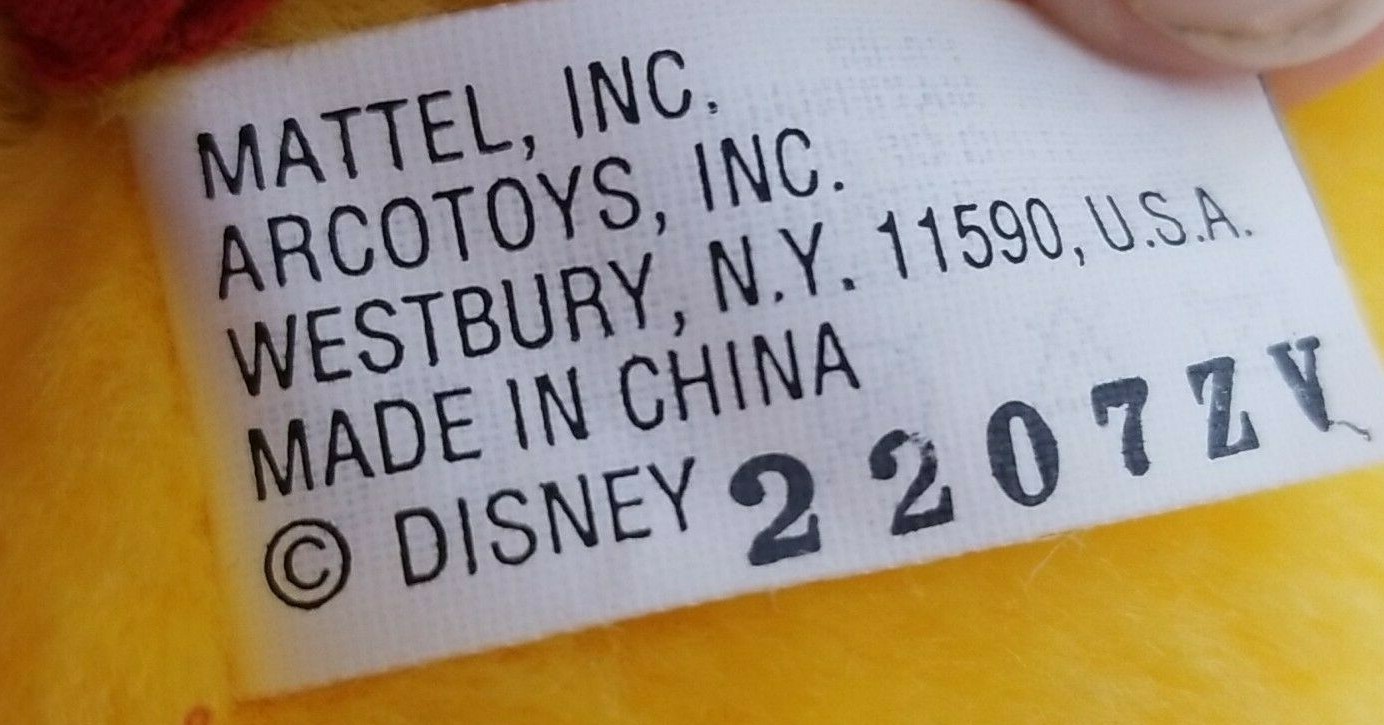 MATTEL, INC.
ARCOTOYS, INC.
WESTBURY, N.Y. 11590, U.S.A.
MADE IN CHINA
© DISNEY 2207ZV